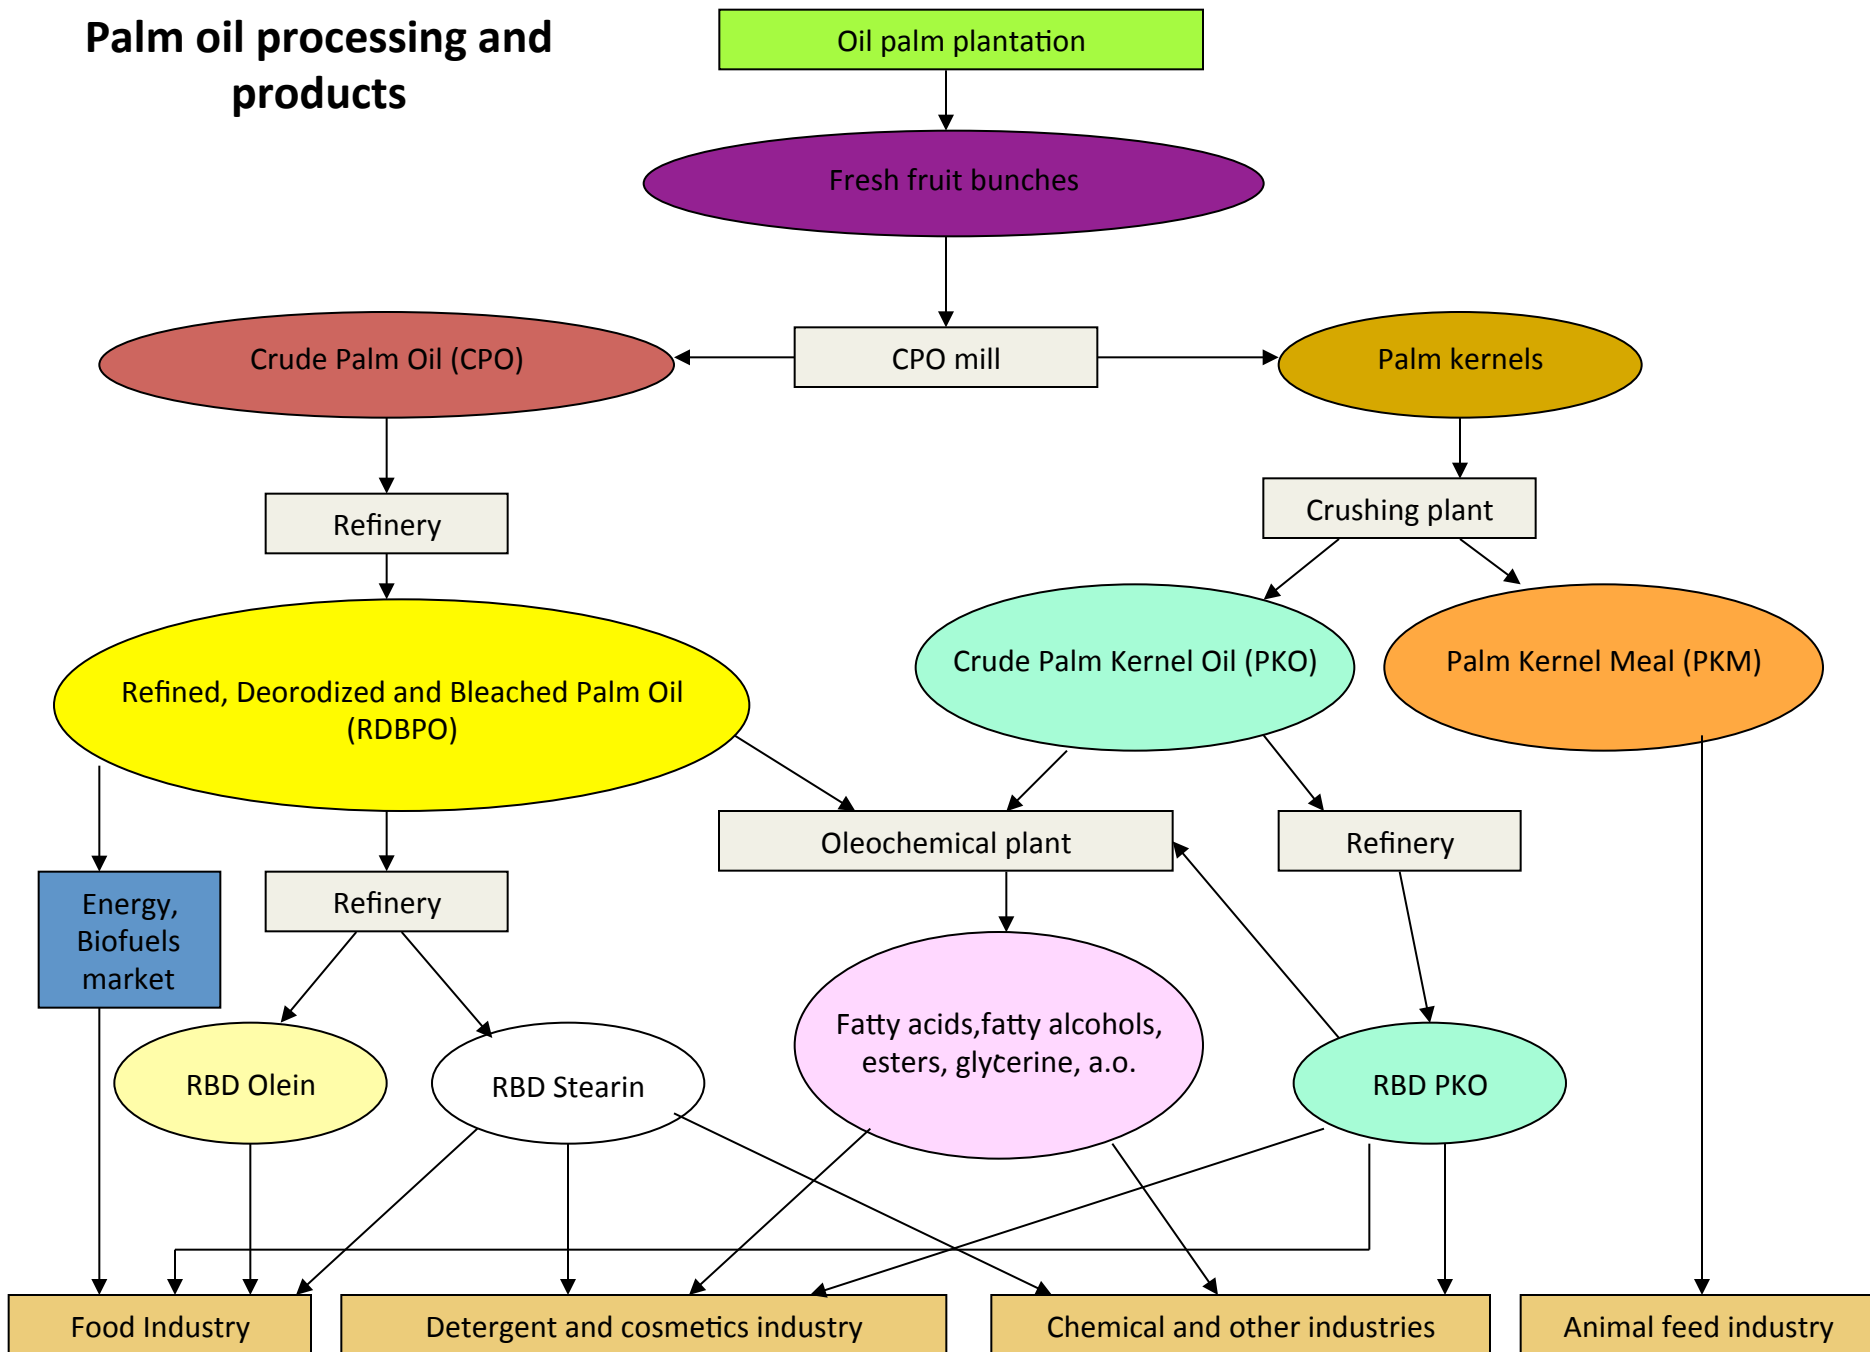 Palm oil processing and
products
Oil palm plantation
Fresh fruit bunches
Crude Palm Oil (CPO)
CPO mill
Palm kernels
Refinery
Crushing plant
Refined, Deorodized and Bleached Palm Oil
(RDBPO)
Crude Palm Kernel Oil (PKO)
Palm Kernel Meal (PKM)
Oleochemical plant
Refinery
Energy,
Biofuels
market
Refinery
Fatty acids,fatty alcohols,
esters, glycerine, a.o.
RBD Olein
RBD Stearin
RBD PKO
Food Industry
Detergent and cosmetics industry
Chemical and other industries
Animal feed industry